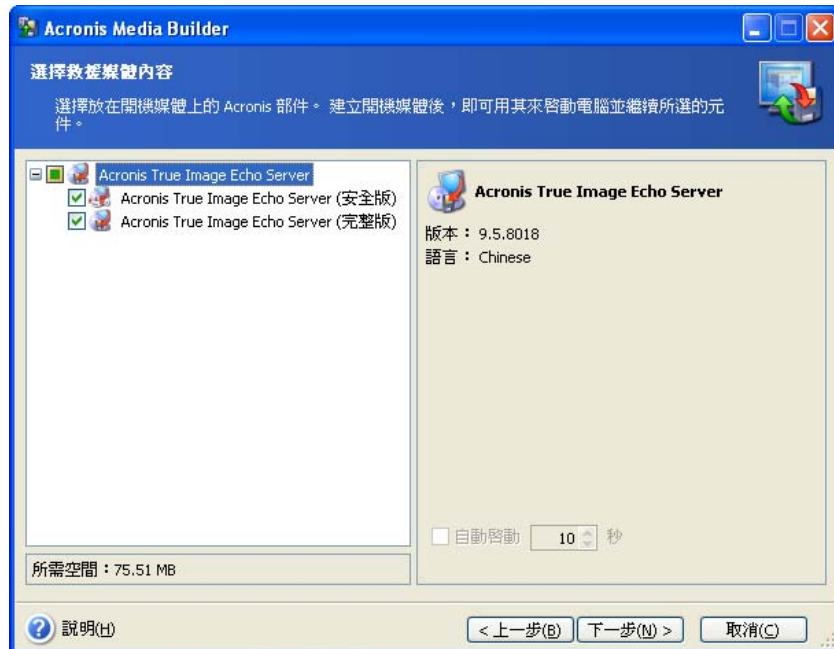 Acronis Media Builder
選擇救援媒體內容
選擇放在開機媒體上的 Acronis 部件。 建立開機媒體後，即可用其來啓動電腦並繼續所選的元
件。
Acronis True Image Echo Server
Acronis True Image Echo Server (安全版)
Acronis True Image Echo Server (完整版)
所需空間：75.51 MB
Acronis True Image Echo Server
版本： 9.5.8018
語言： Chinese
自動啓動 10 秒
說明(H)
< 上一步(B) 下一步(N) > 取消(C)